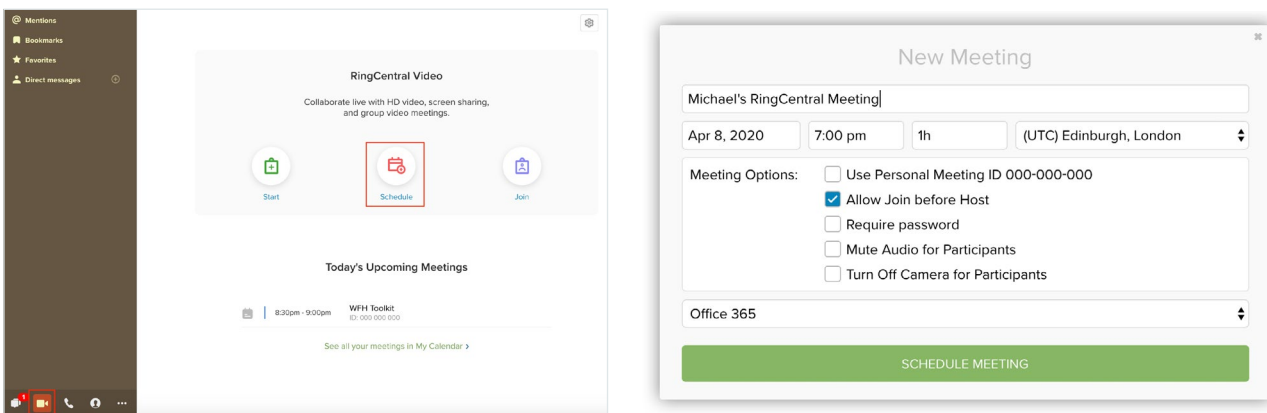 Mentions
Bookmarks
Favorites
Direct messages
RingCentral Video
Collaborate live with HD video, screen sharing,
and group video meetings.
Start
Schedule
Join
Today's Upcoming Meetings
8:30pm - 9:00pm
WFH Toolkit
ID: 000 000 000
See all your meetings in My Calendar >
1
New Meeting
Michael's RingCentral Meeting
Apr 8, 2020 7:00 pm 1h (UTC) Edinburgh, London
Meeting Options: Use Personal Meeting ID 000-000-000
Allow Join before Host
Require password
Mute Audio for Participants
Turn Off Camera for Participants
Office 365
SCHEDULE MEETING